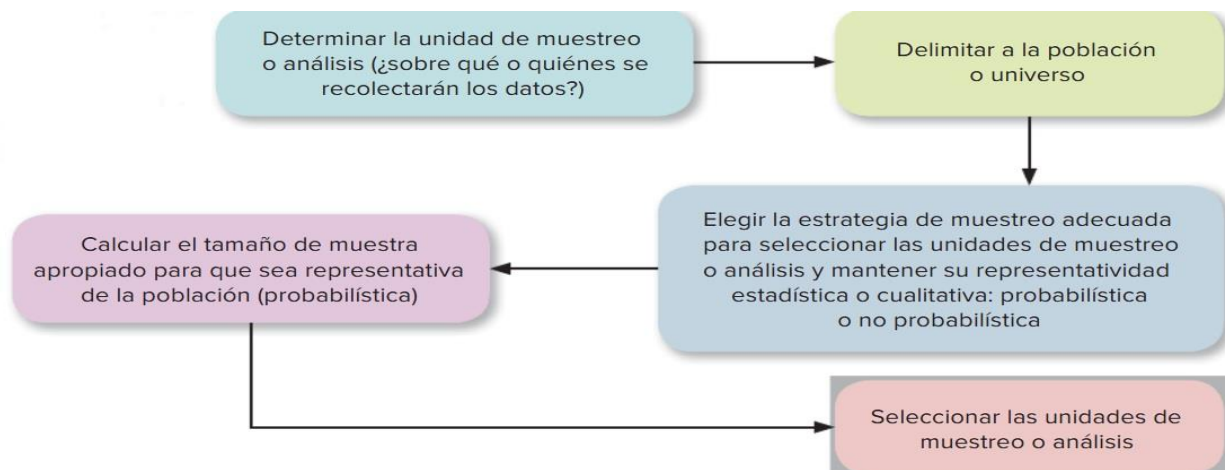 Determinar la unidad de muestreo
o análisis (¿sobre qué o quiénes se
recolectarán los datos?)
Delimitar a la población
o universo
Elegir la estrategia de muestreo adecuada
para seleccionar las unidades de muestreo
o análisis y mantener su representatividad
estadística o cualitativa: probabilística
o no probabilística
Calcular el tamaño de muestra
apropiado para que sea representativa
de la población (probabilística)
Seleccionar las unidades de
muestreo o análisis